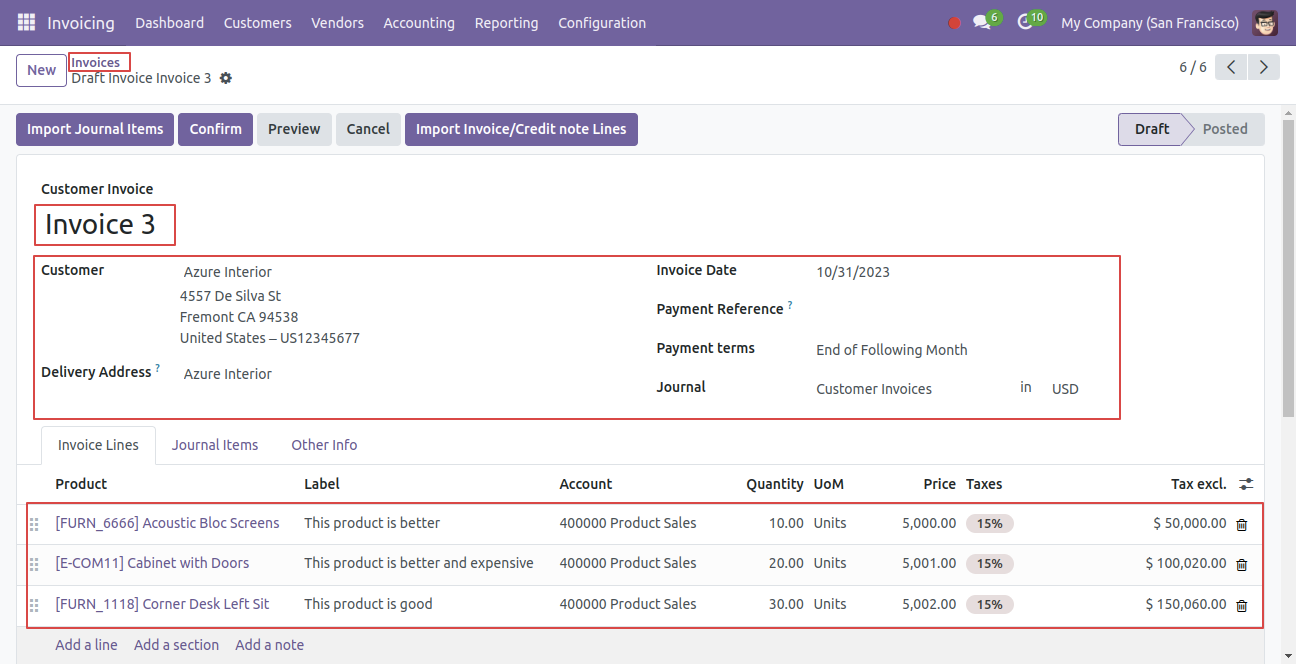 Invoicing Dashboard Customers Vendors Accounting Reporting Configuration 6 10 My Company (San Francisco)
New Invoices
Draft Invoice Invoice 3 6 / 6
Import Journal Items Confirm Preview Cancel Import Invoice/Credit note Lines Draft Posted
Customer Invoice
Invoice 3
Customer Azure Interior Invoice Date 10/31/2023
4557 De Silva St
Fremont CA 94538 Payment Reference ?
United States – US12345677
Payment terms End of Following Month
Delivery Address ? Azure Interior
Journal Customer Invoices in USD
Invoice Lines Journal Items Other Info
Product Label Account Quantity UoM Price Taxes Tax excl.
[FURN_6666] Acoustic Bloc Screens This product is better 400000 Product Sales 10.00 Units 5,000.00 15% $ 50,000.00
[E-COM11] Cabinet with Doors This product is better and expensive 400000 Product Sales 20.00 Units 5,001.00 15% $ 100,020.00
[FURN_1118] Corner Desk Left Sit This product is good 400000 Product Sales 30.00 Units 5,002.00 15% $ 150,060.00
Add a line Add a section Add a note